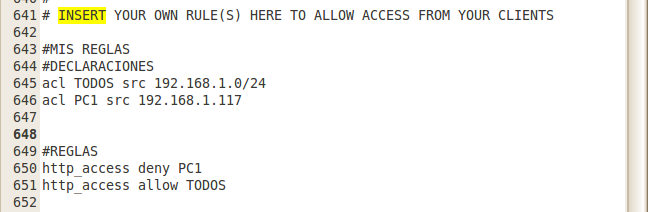 641 # INSERT YOUR OWN RULE(S) HERE TO ALLOW ACCESS FROM YOUR CLIENTS
642
643 #MIS REGLAS
644 #DECLARACIONES
645 acl TODOS src 192.168.1.0/24
646 acl PC1 src 192.168.1.117
647
648
649 #REGLAS
650 http_access deny PC1
651 http_access allow TODOS
652